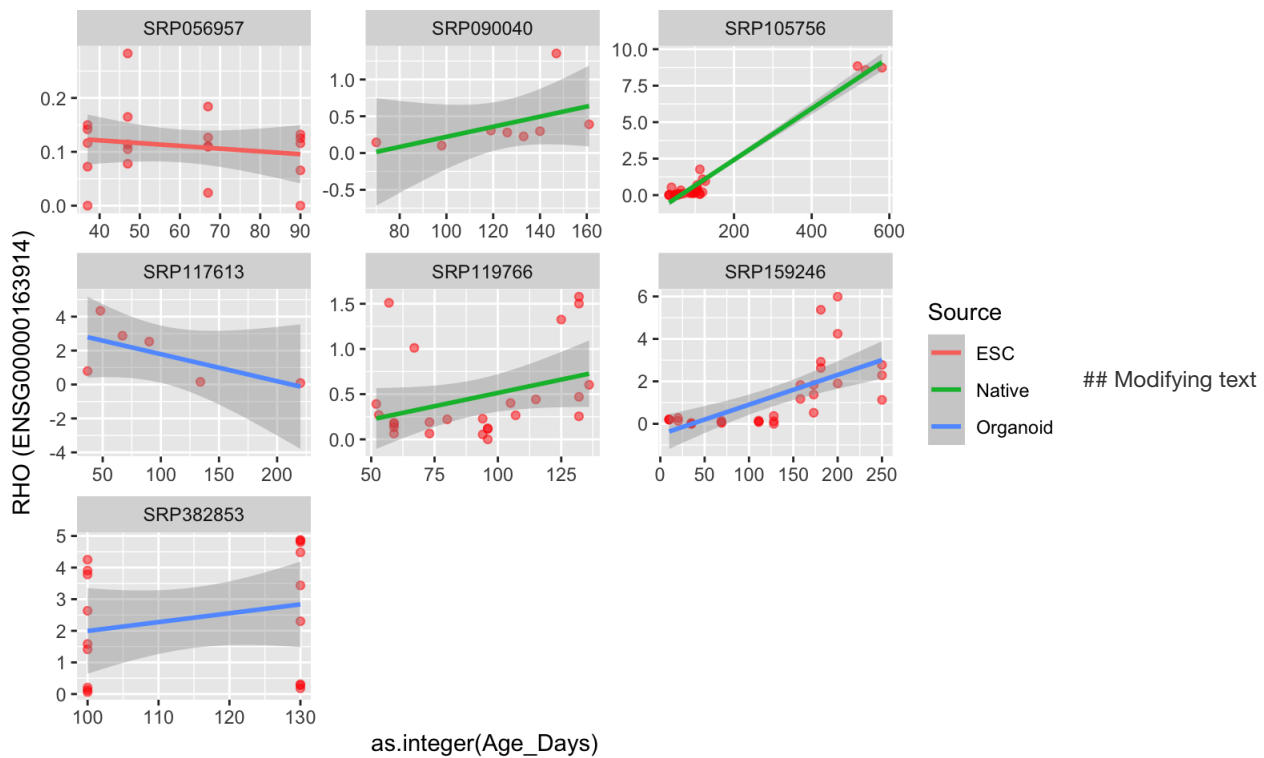 SRP056957
SRP090040
SRP105756
0.2
0.1
0.0
40 50 60 70 80 90
1.0
0.5
0.0
-0.5
80 100 120 140 160
10.0
7.5
5.0
2.5
0.0
200 400 600
SRP117613
SRP119766
SRP159246
4
2
0
-2
-4
50 100 150 200
1.5
1.0
0.5
0.0
50 75 100 125
6
4
2
0
0 50 100 150 200 250
SRP382853
5
4
3
2
1
0
100 110 120 130
RHO (ENSG00000163914)
as.integer(Age_Days)
Source
ESC
Native
Organoid
## Modifying text